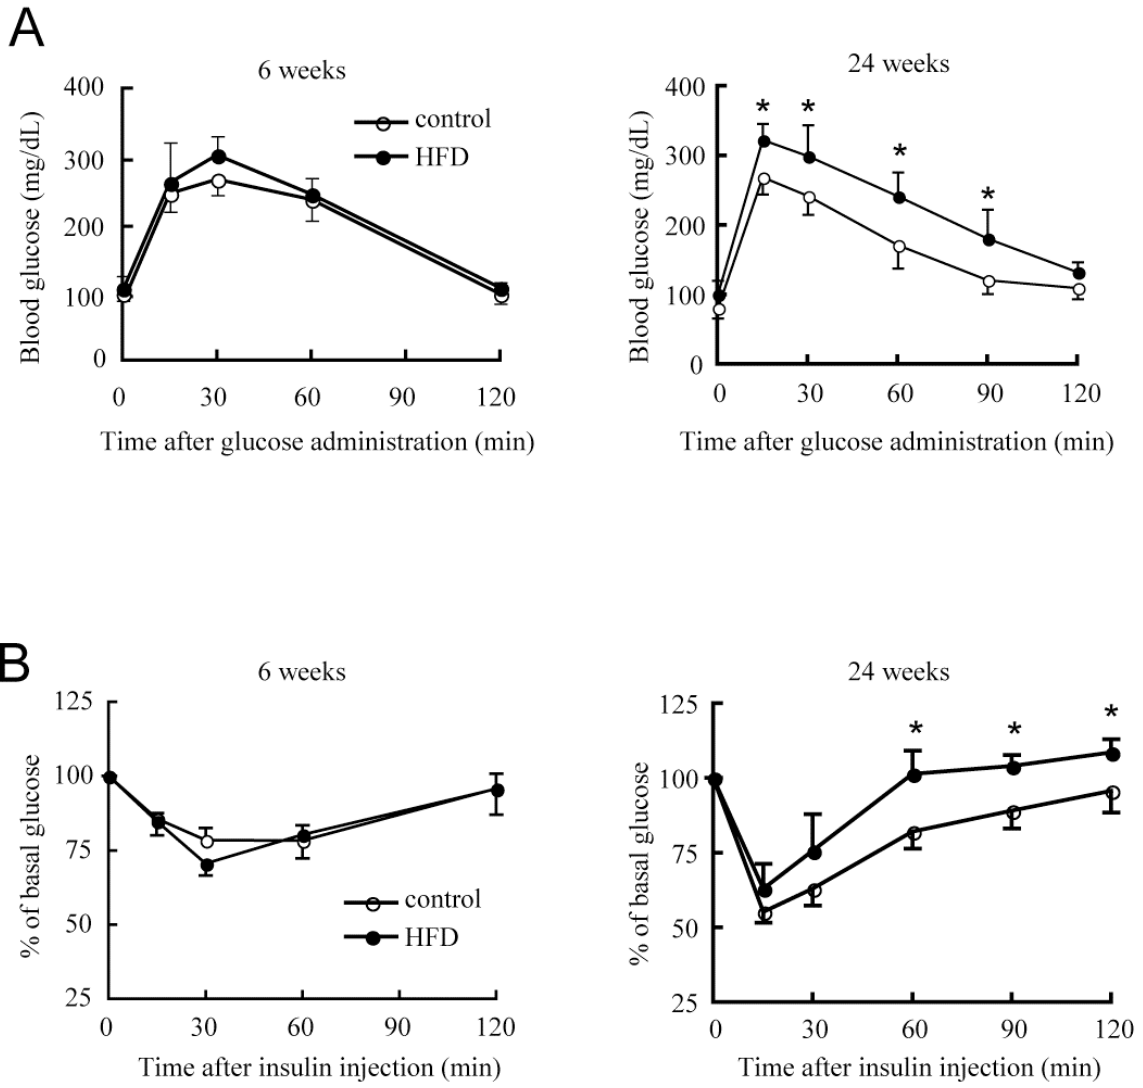 A
6 weeks
400
300
200
100
0
Blood glucose (mg/dL)
control
HFD
0 30 60 90 120
Time after glucose administration (min)
24 weeks
400
300
200
100
0
Blood glucose (mg/dL)
* * * *
0 30 60 90 120
Time after glucose administration (min)
B
6 weeks
125
100
75
50
25
% of basal glucose
control
HFD
0 30 60 90 120
Time after insulin injection (min)
24 weeks
125
100
75
50
25
% of basal glucose
* * *
0 30 60 90 120
Time after insulin injection (min)